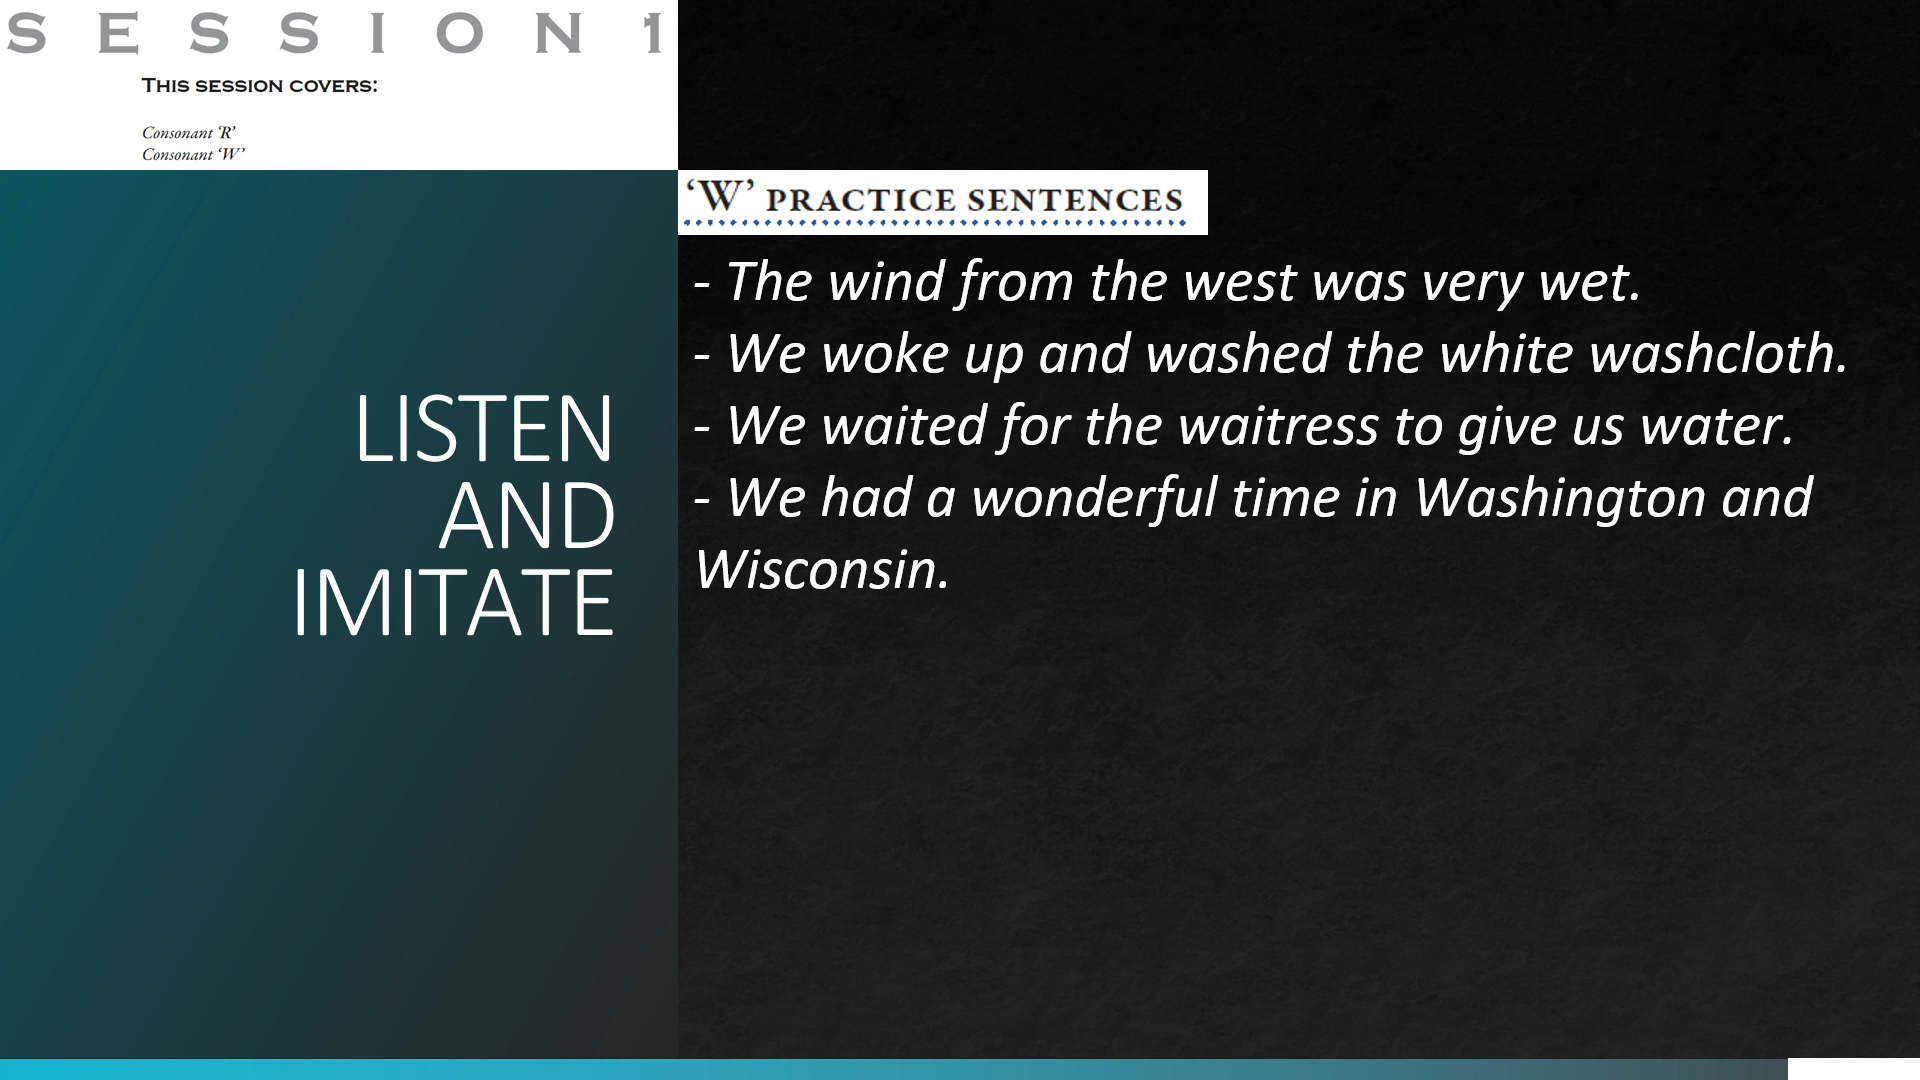 SESSION 1
THIS SESSION COVERS:
Consonant ‘R’
Consonant ‘W’
LISTEN
AND
IMITATE
‘W’ PRACTICE SENTENCES
- The wind from the west was very wet.
- We woke up and washed the white washcloth.
- We waited for the waitress to give us water.
- We had a wonderful time in Washington and
Wisconsin.